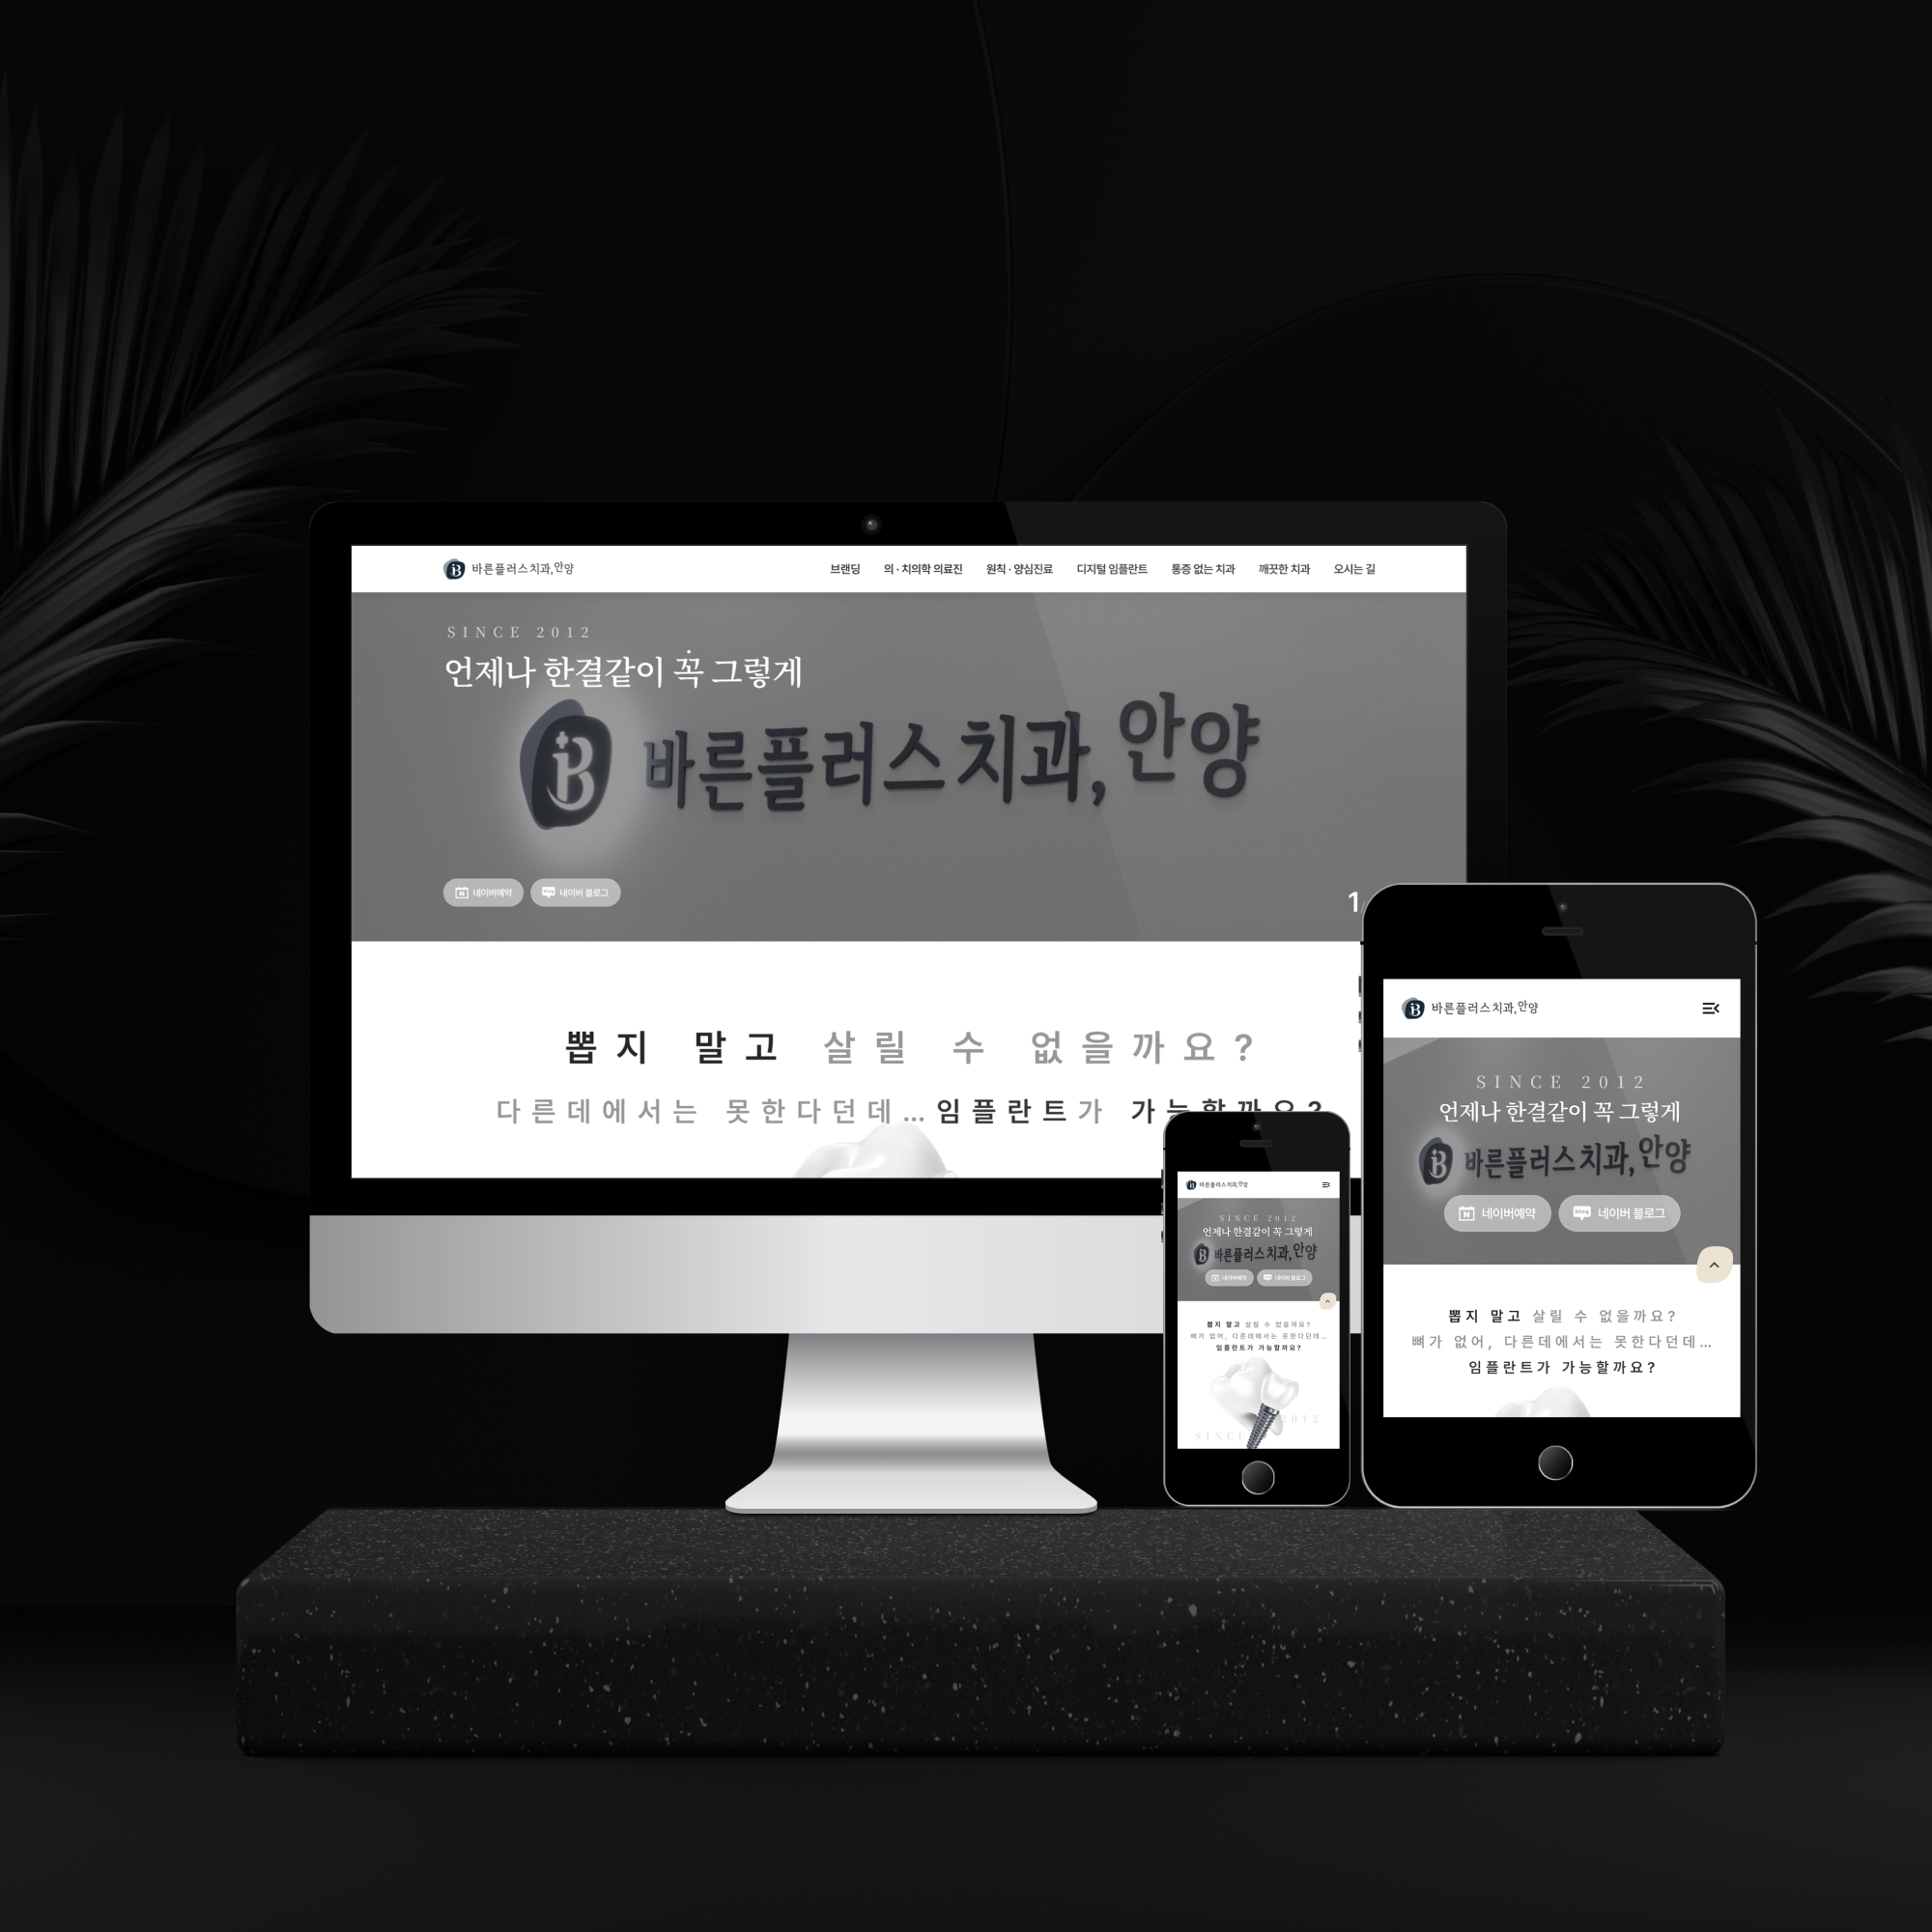 바른플러스치과,안양
브랜딩 의·치의학 의료진 원칙·양심진료 디지털 임플란트 통증 없는 치과 깨끗한 치과 오시는 길
SINCE 2012
언제나 한결같이 꼭 그렇게
바른플러스치과, 안양
네이버예약 네이버 블로그
1
뽑지 말고 살릴 수 없을까요?
다른데에서는 못한다던데... 임플란트가 가능할까요?
바른플러스치과,안양
SINCE 2012
언제나 한결같이 꼭 그렇게
바른플러스치과, 안양
네이버예약 네이버 블로그
뽑지 말고 살릴 수 없을까요?
뼈가 없어, 다른데에서는 못한다던데...
임플란트가 가능할까요?
2012
SINCE
바른플러스치과,안양
SINCE 2012
언제나 한결같이 꼭 그렇게
바른플러스치과, 안양
N 네이버예약 blog 네이버 블로그
뽑지 말고 살릴 수 없을까요?
뼈가 없어, 다른데에서는 못한다던데...
임플란트가 가능할까요?